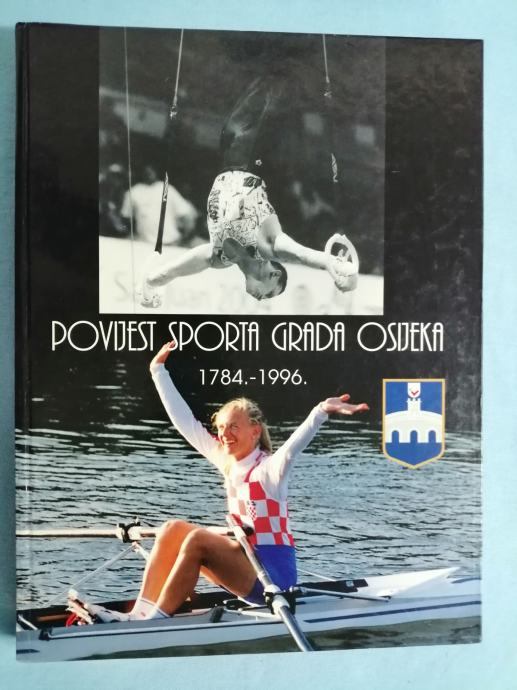 POVIJEST SPORTA GRADA OSIJEKA
1784.-1996.